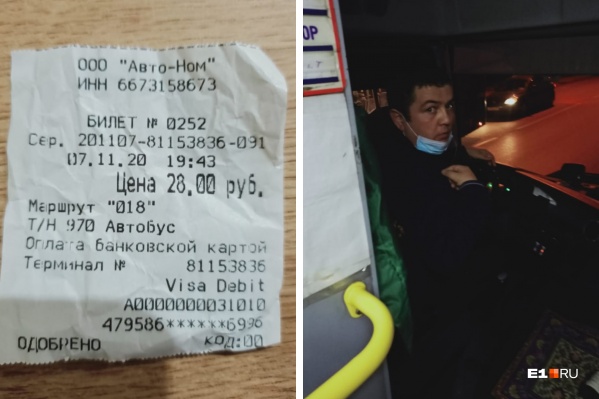 ООО "Авто-Ном"
ИНН 6673158673
БИЛЕТ № 0252
Сер. 201107-81153836-091
07.11.20 19:43
Цена 28.00 руб.
Маршрут "018"
Т/Н 970 Автобус
Оплата банковской картой
Терминал № 81153836
Visa Debit
A0000000031010
479586******6996
ОДОБРЕНО код:00
ОР
E1.RU